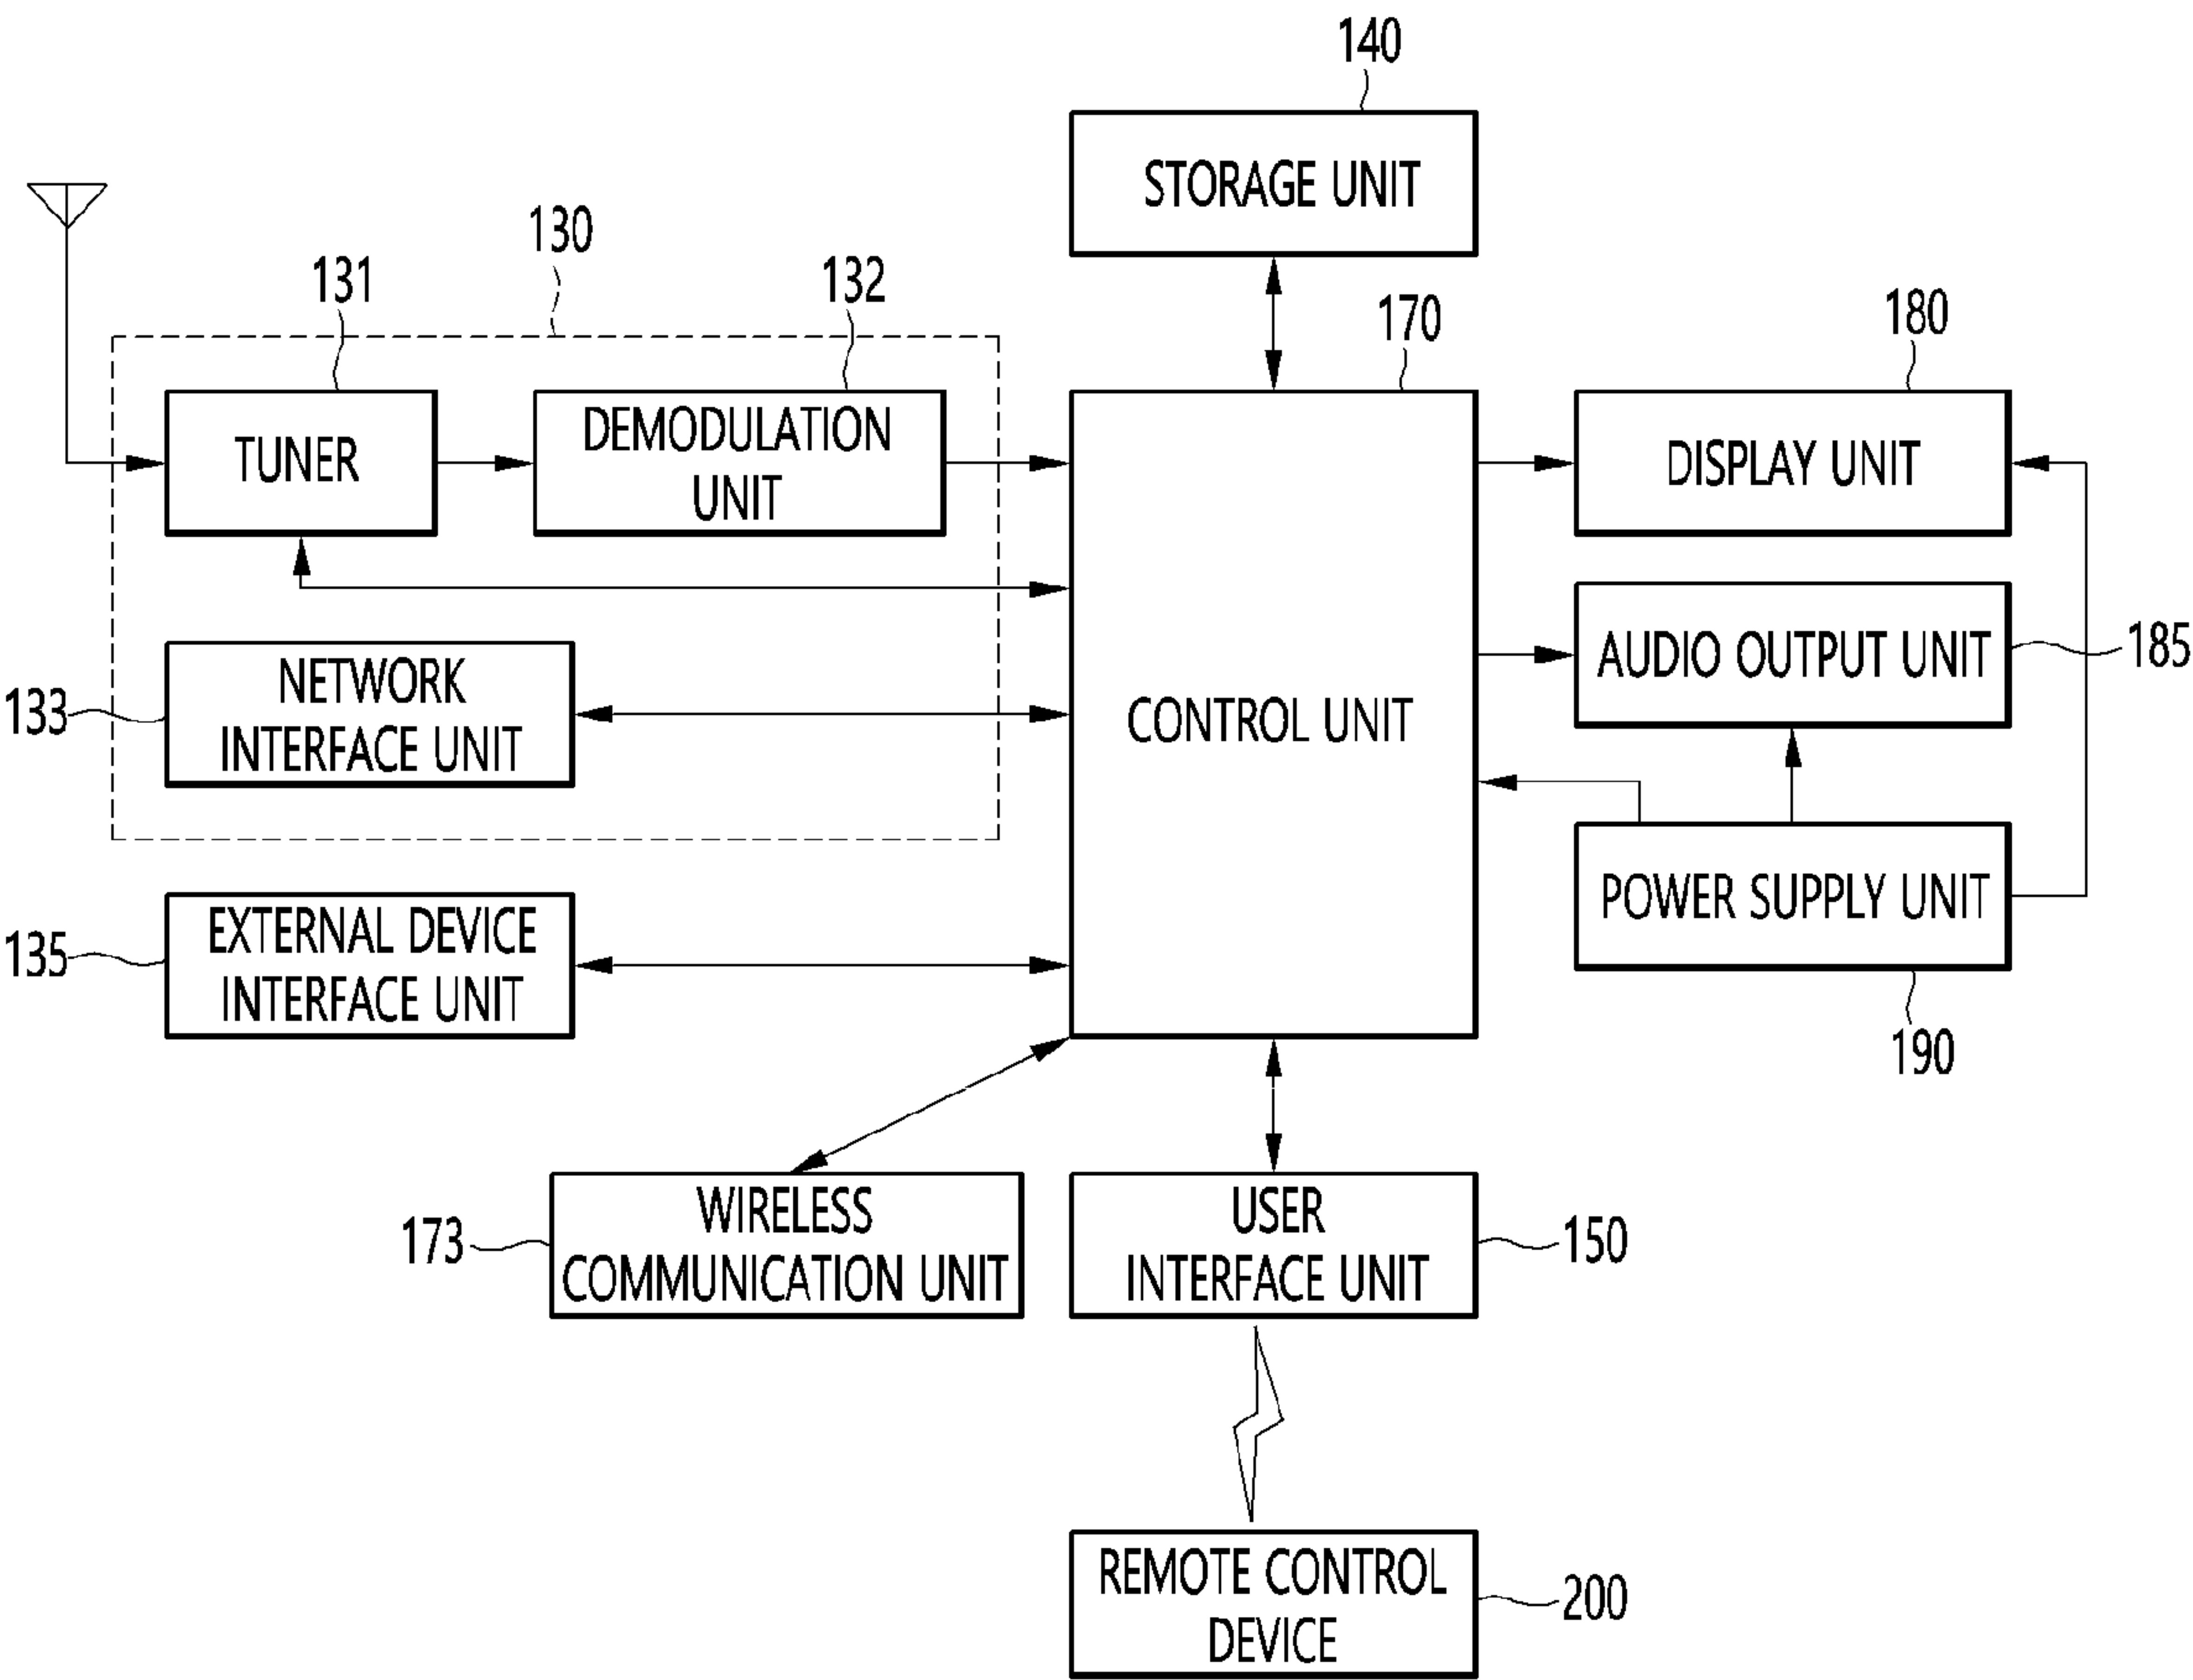 140
STORAGE UNIT
130
131
132
170
180
TUNER
DEMODULATION
UNIT
DISPLAY UNIT
CONTROL UNIT
AUDIO OUTPUT UNIT
185
133
NETWORK
INTERFACE UNIT
POWER SUPPLY UNIT
190
135
EXTERNAL DEVICE
INTERFACE UNIT
173
WIRELESS
COMMUNICATION UNIT
USER
INTERFACE UNIT
150
REMOTE CONTROL
DEVICE
200